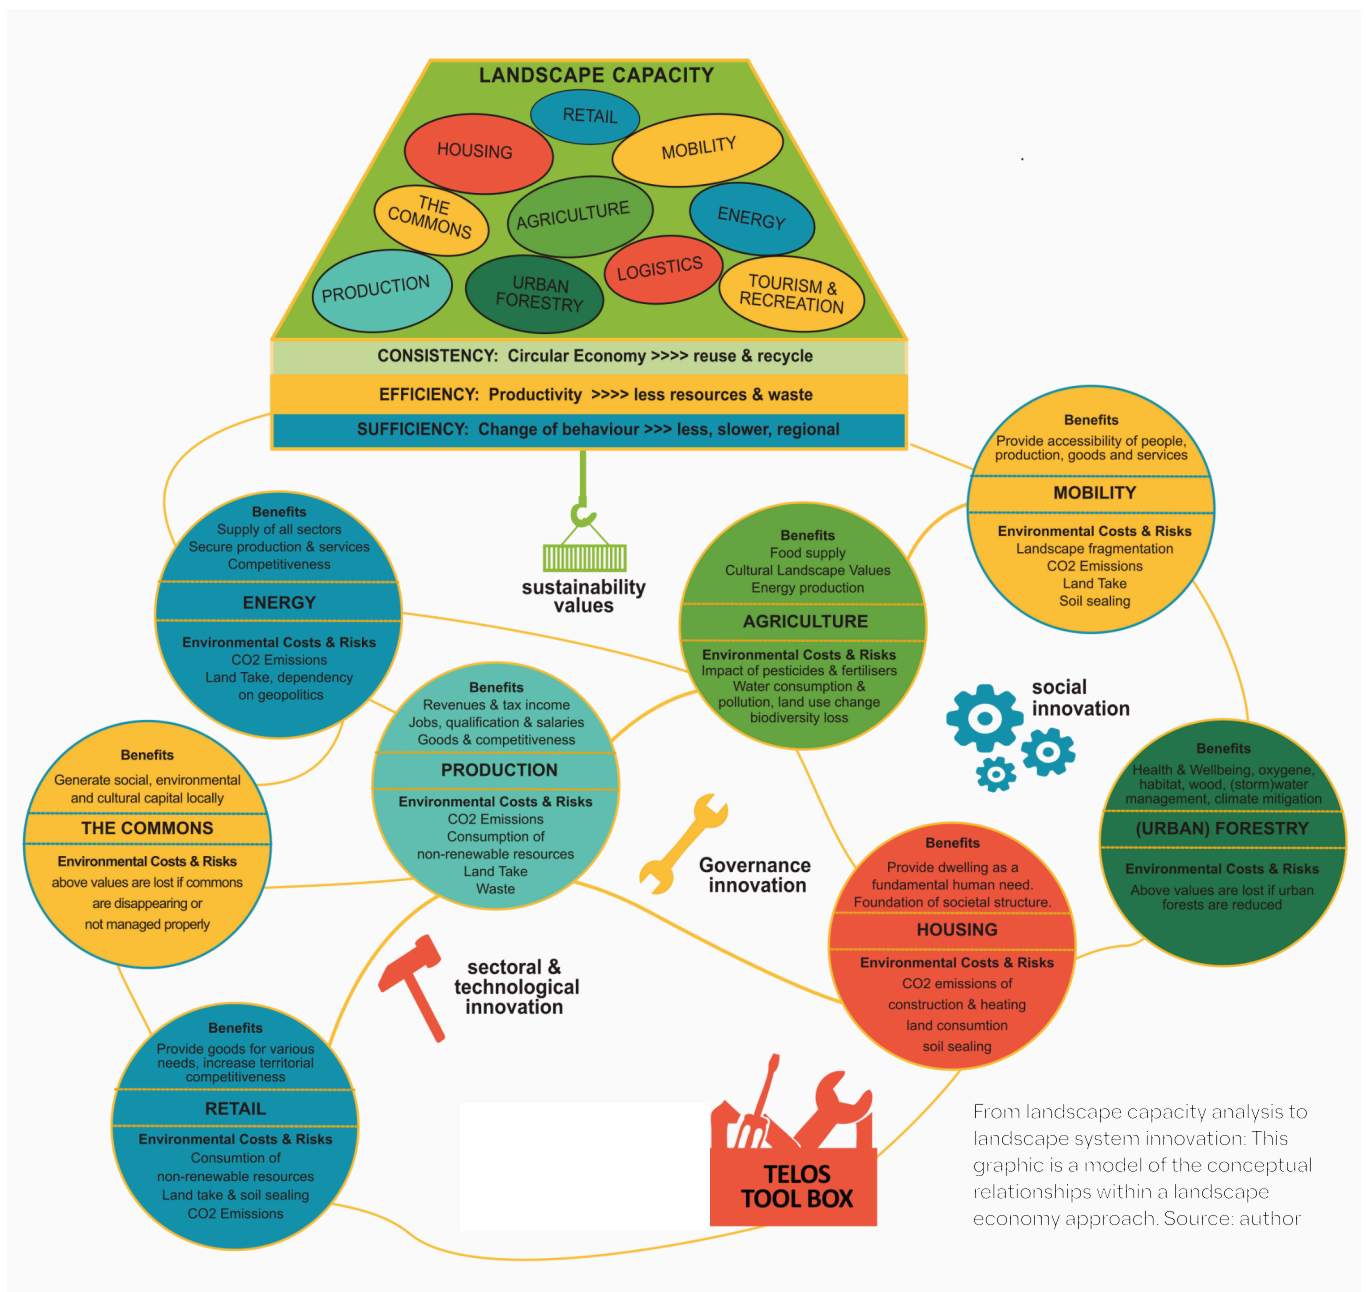 LANDSCAPE CAPACITY
RETAIL
HOUSING
MOBILITY
THE
COMMONS
AGRICULTURE
ENERGY
PRODUCTION
URBAN
FORESTRY
LOGISTICS
TOURISM &
RECREATION
CONSISTENCY: Circular Economy >>>> reuse & recycle
EFFICIENCY: Productivity >>>> less resources & waste
SUFFICIENCY: Change of behaviour >>> less, slower, regional
sustainability
values
Benefits
Provide accessibility of people,
production, goods and services
MOBILITY
Environmental Costs & Risks
Landscape fragmentation
CO2 Emissions
Land Take
Soil sealing
Benefits
Supply of all sectors
Secure production & services
Competitiveness
ENERGY
Environmental Costs & Risks
CO2 Emissions
Land Take, dependency
on geopolitics
Benefits
Food supply
Cultural Landscape Values
Energy production
AGRICULTURE
Environmental Costs & Risks
Impact of pesticides & fertilisers
Water consumption &
pollution, land use change
biodiversity loss
Benefits
Revenues & tax income
Jobs, qualification & salaries
Goods & competitiveness
PRODUCTION
Environmental Costs & Risks
CO2 Emissions
Consumption of
non-renewable resources
Land Take
Waste
social
innovation
Benefits
Generate social, environmental
and cultural capital locally
THE COMMONS
Environmental Costs & Risks
above values are lost if commons
are disappearing or
not managed properly
Benefits
Health & Wellbeing, oxygene,
habitat, wood, (storm)water
management, climate mitigation
(URBAN) FORESTRY
Environmental Costs & Risks
Above values are lost if urban
forests are reduced
Governance
innovation
Benefits
Provide dwelling as a
fundamental human need.
Foundation of societal structure.
HOUSING
Environmental Costs & Risks
CO2 emissions of
construction & heating
land consumtion
soil sealing
sectoral &
technological
innovation
Benefits
Provide goods for various
needs, increase territorial
competitiveness
RETAIL
Environmental Costs & Risks
Consumtion of
non-renewable resources
Land take & soil sealing
CO2 Emissions
TELOS
TOOL BOX
From landscape capacity analysis to
landscape system innovation: This
graphic is a model of the conceptual
relationships within a landscape
economy approach. Source: author